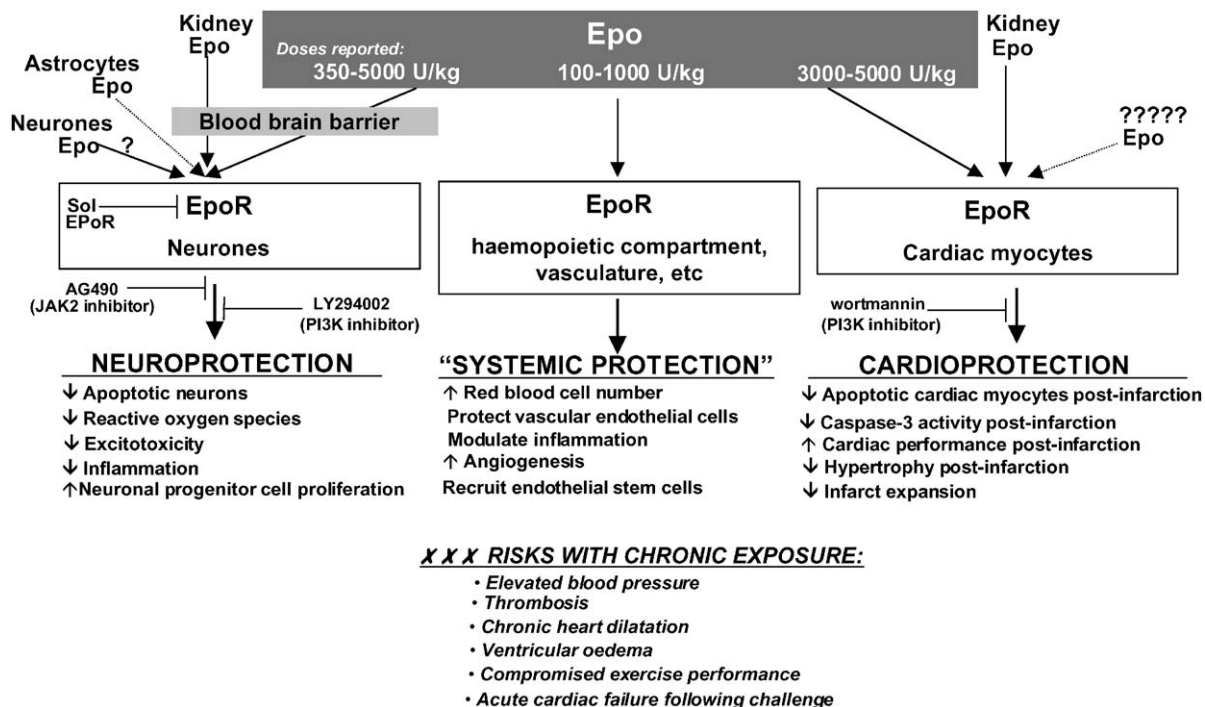 Kidney
Epo
Astrocytes
Epo
Neurones
Epo ?
Epo
Doses reported:
350-5000 U/kg 100-1000 U/kg 3000-5000 U/kg
Blood brain barrier
Kidney
Epo
?????
Epo
Sol
EPoR
EpoR
Neurones
EpoR
haemopoietic compartment,
vasculature, etc
EpoR
Cardiac myocytes
AG490
(JAK2 inhibitor)
LY294002
(PI3K inhibitor)
wortmannin
(PI3K inhibitor)
NEUROPROTECTION
↓ Apoptotic neurons
↓ Reactive oxygen species
↓ Excitotoxicity
↓ Inflammation
↑Neuronal progenitor cell proliferation
“SYSTEMIC PROTECTION”
↑ Red blood cell number
Protect vascular endothelial cells
Modulate inflammation
↑ Angiogenesis
Recruit endothelial stem cells
CARDIOPROTECTION
↓ Apoptotic cardiac myocytes post-infarction
↓ Caspase-3 activity post-infarction
↑ Cardiac performance post-infarction
↓ Hypertrophy post-infarction
↓ Infarct expansion
✗ ✗ ✗ RISKS WITH CHRONIC EXPOSURE:
• Elevated blood pressure
• Thrombosis
• Chronic heart dilatation
• Ventricular oedema
• Compromised exercise performance
• Acute cardiac failure following challenge